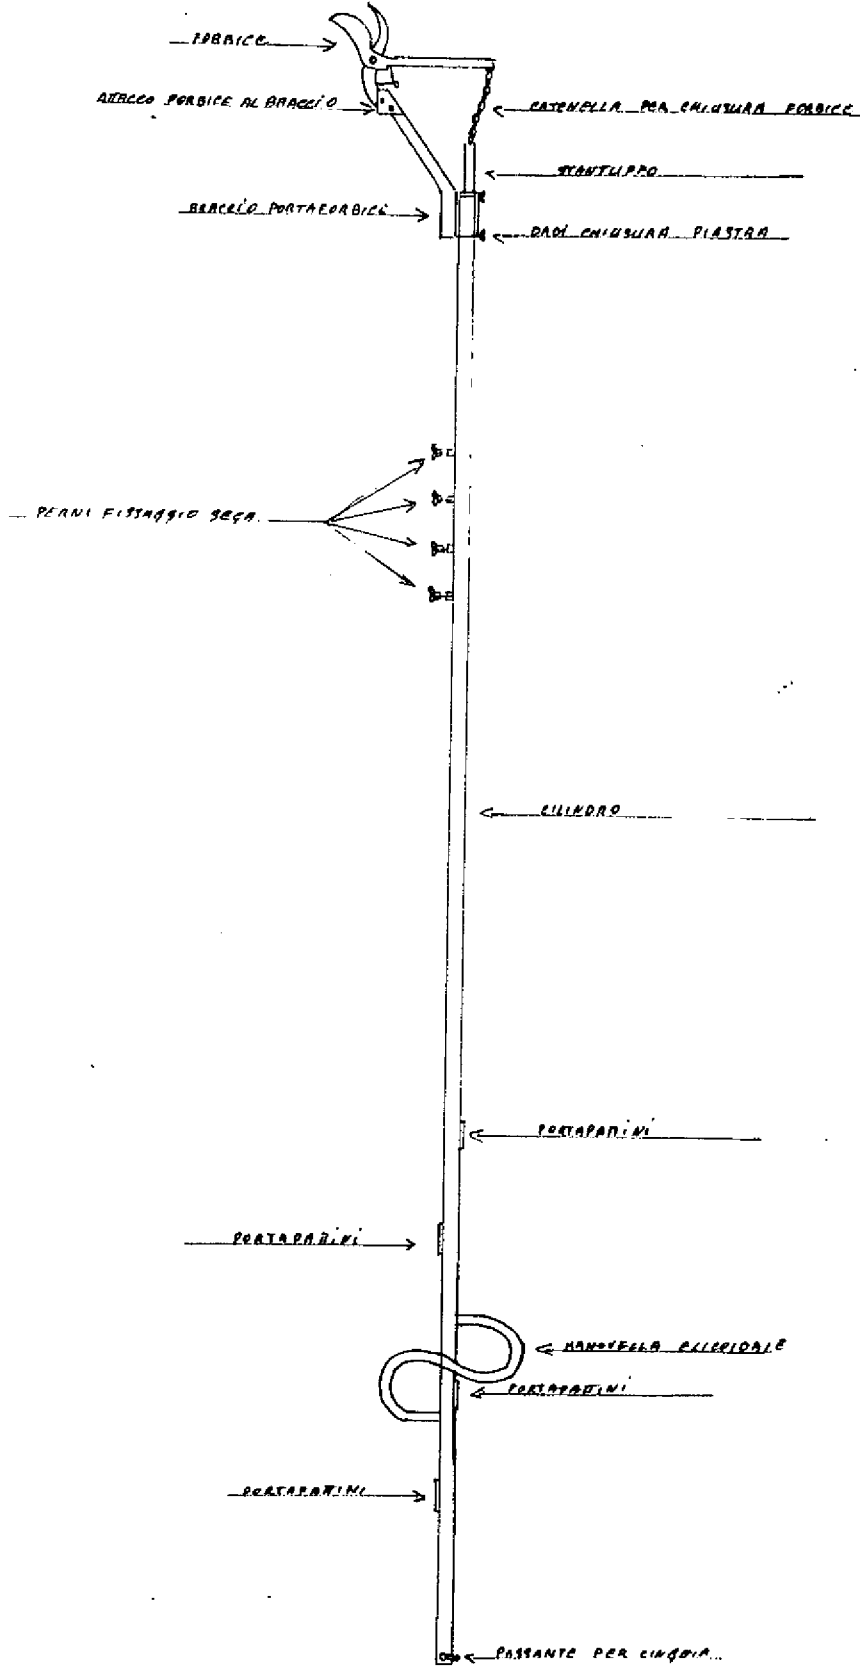 FORBICE
ATTACCO FORBICE AL BRACCIO
CATENELLA PER CHIUSURA FORBICE
STANTUFFO
BRACCIO PORTAFORBICI
DADI CHIUSURA PIASTRA
PERNI FISSAGGIO SEGA
CILINDRO
PORTAPATTINI
PORTAPATTINI
MANOVELLA ELICOIDALE
PORTAPATTINI
PORTAPATTINI
PASSANTE PER CINGHIA